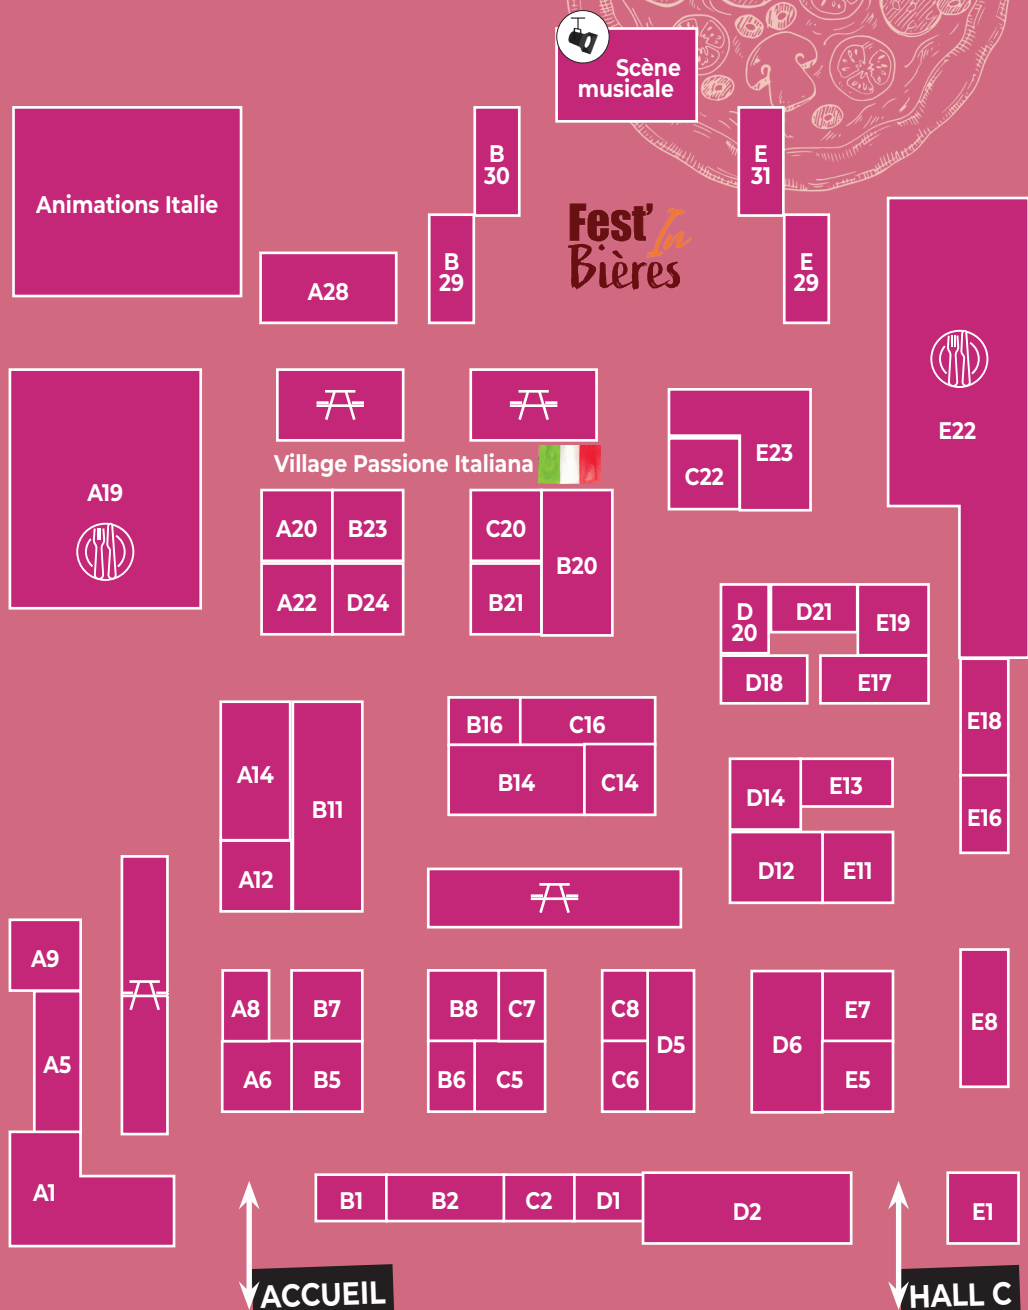 Scène
musicale
B
30
E
31
Animations Italie
Fest' In
Bières
B
29
E
29
A28
E22
E23
C22
Village Passione Italiana
A19
A20
B23
C20
B20
A22
D24
B21
D
20
D21
E19
D18
E17
E18
B16
C16
A14
B14
C14
B11
D14
E13
E16
A12
D12
E11
A9
A8
B7
B8
C7
C8
D5
D6
E7
E8
A5
A6
B5
B6
C5
C6
E5
A1
B1
B2
C2
D1
D2
E1
ACCUEIL
HALL C